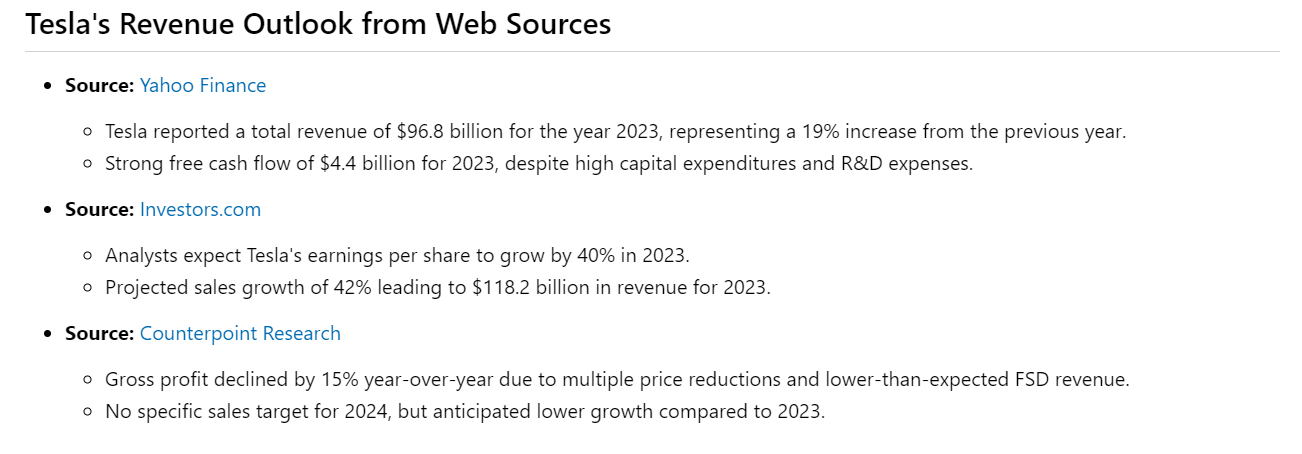 Tesla's Revenue Outlook from Web Sources
Source: Yahoo Finance
Tesla reported a total revenue of $96.8 billion for the year 2023, representing a 19% increase from the previous year.
Strong free cash flow of $4.4 billion for 2023, despite high capital expenditures and R&D expenses.
Source: Investors.com
Analysts expect Tesla's earnings per share to grow by 40% in 2023.
Projected sales growth of 42% leading to $118.2 billion in revenue for 2023.
Source: Counterpoint Research
Gross profit declined by 15% year-over-year due to multiple price reductions and lower-than-expected FSD revenue.
No specific sales target for 2024, but anticipated lower growth compared to 2023.